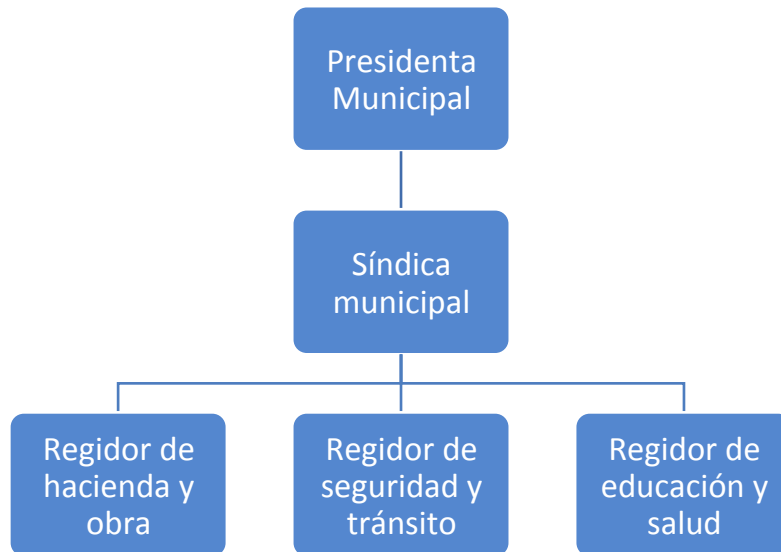 Presidenta
Municipal
Síndica
municipal
Regidor de
hacienda y
obra
Regidor de
seguridad y
tránsito
Regidor de
educación y
salud